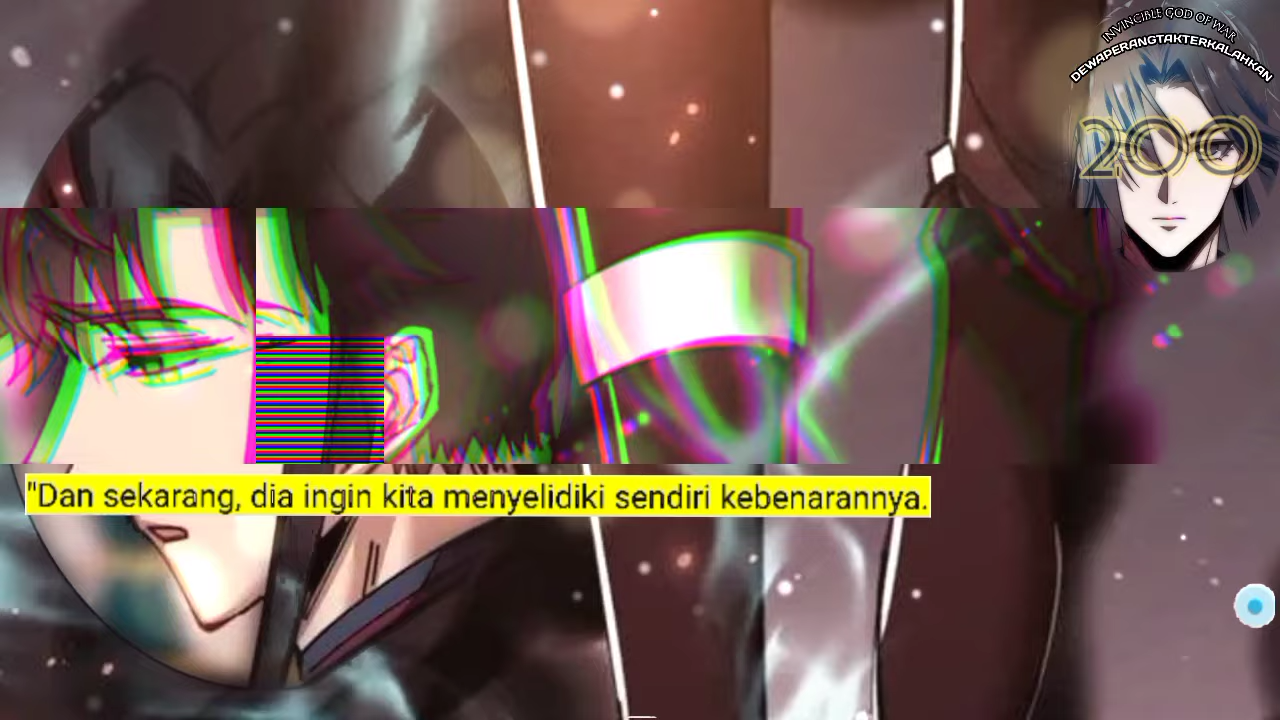 INVINCIBLE GOD OF WAR
DEWAPERANGTAKTERKALAHKAN
200
"Dan sekarang, dia ingin kita menyelidiki sendiri kebenarannya.